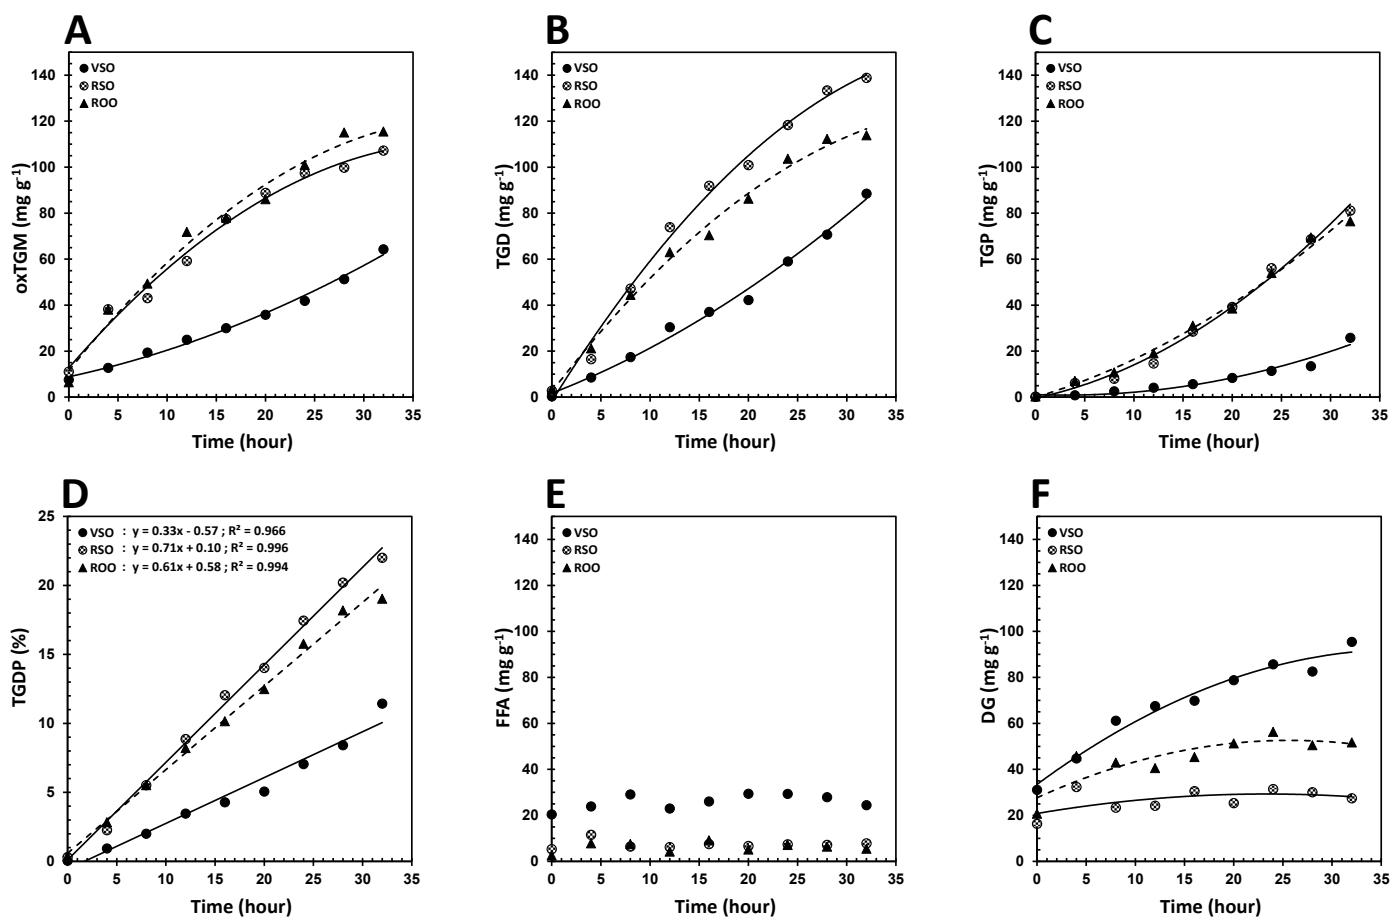 A
VSO
RSO
ROO
oxTGM (mg g⁻¹)
140
120
100
80
60
40
20
0
0 5 10 15 20 25 30 35
Time (hour)
B
VSO
RSO
ROO
TGD (mg g⁻¹)
140
120
100
80
60
40
20
0
0 5 10 15 20 25 30 35
Time (hour)
C
VSO
RSO
ROO
TGP (mg g⁻¹)
140
120
100
80
60
40
20
0
0 5 10 15 20 25 30 35
Time (hour)
D
VSO : y = 0.33x - 0.57 ; R² = 0.966
RSO : y = 0.71x + 0.10 ; R² = 0.996
ROO : y = 0.61x + 0.58 ; R² = 0.994
TGDP (%)
25
20
15
10
5
0
0 5 10 15 20 25 30 35
Time (hour)
E
VSO
RSO
ROO
FFA (mg g⁻¹)
140
120
100
80
60
40
20
0
0 5 10 15 20 25 30 35
Time (hour)
F
VSO
RSO
ROO
DG (mg g⁻¹)
140
120
100
80
60
40
20
0
0 5 10 15 20 25 30 35
Time (hour)